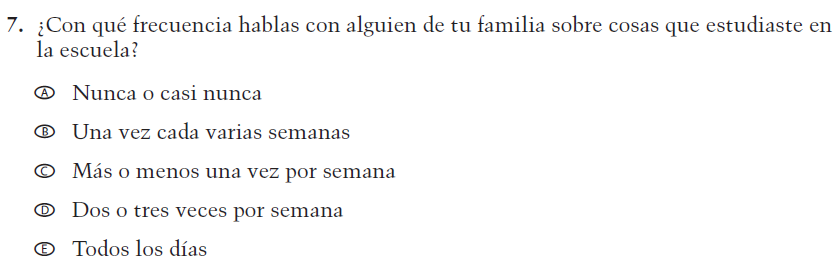 7. ¿Con qué frecuencia hablas con alguien de tu familia sobre cosas que estudiaste en
la escuela?
A Nunca o casi nunca
B Una vez cada varias semanas
C Más o menos una vez por semana
D Dos o tres veces por semana
E Todos los días